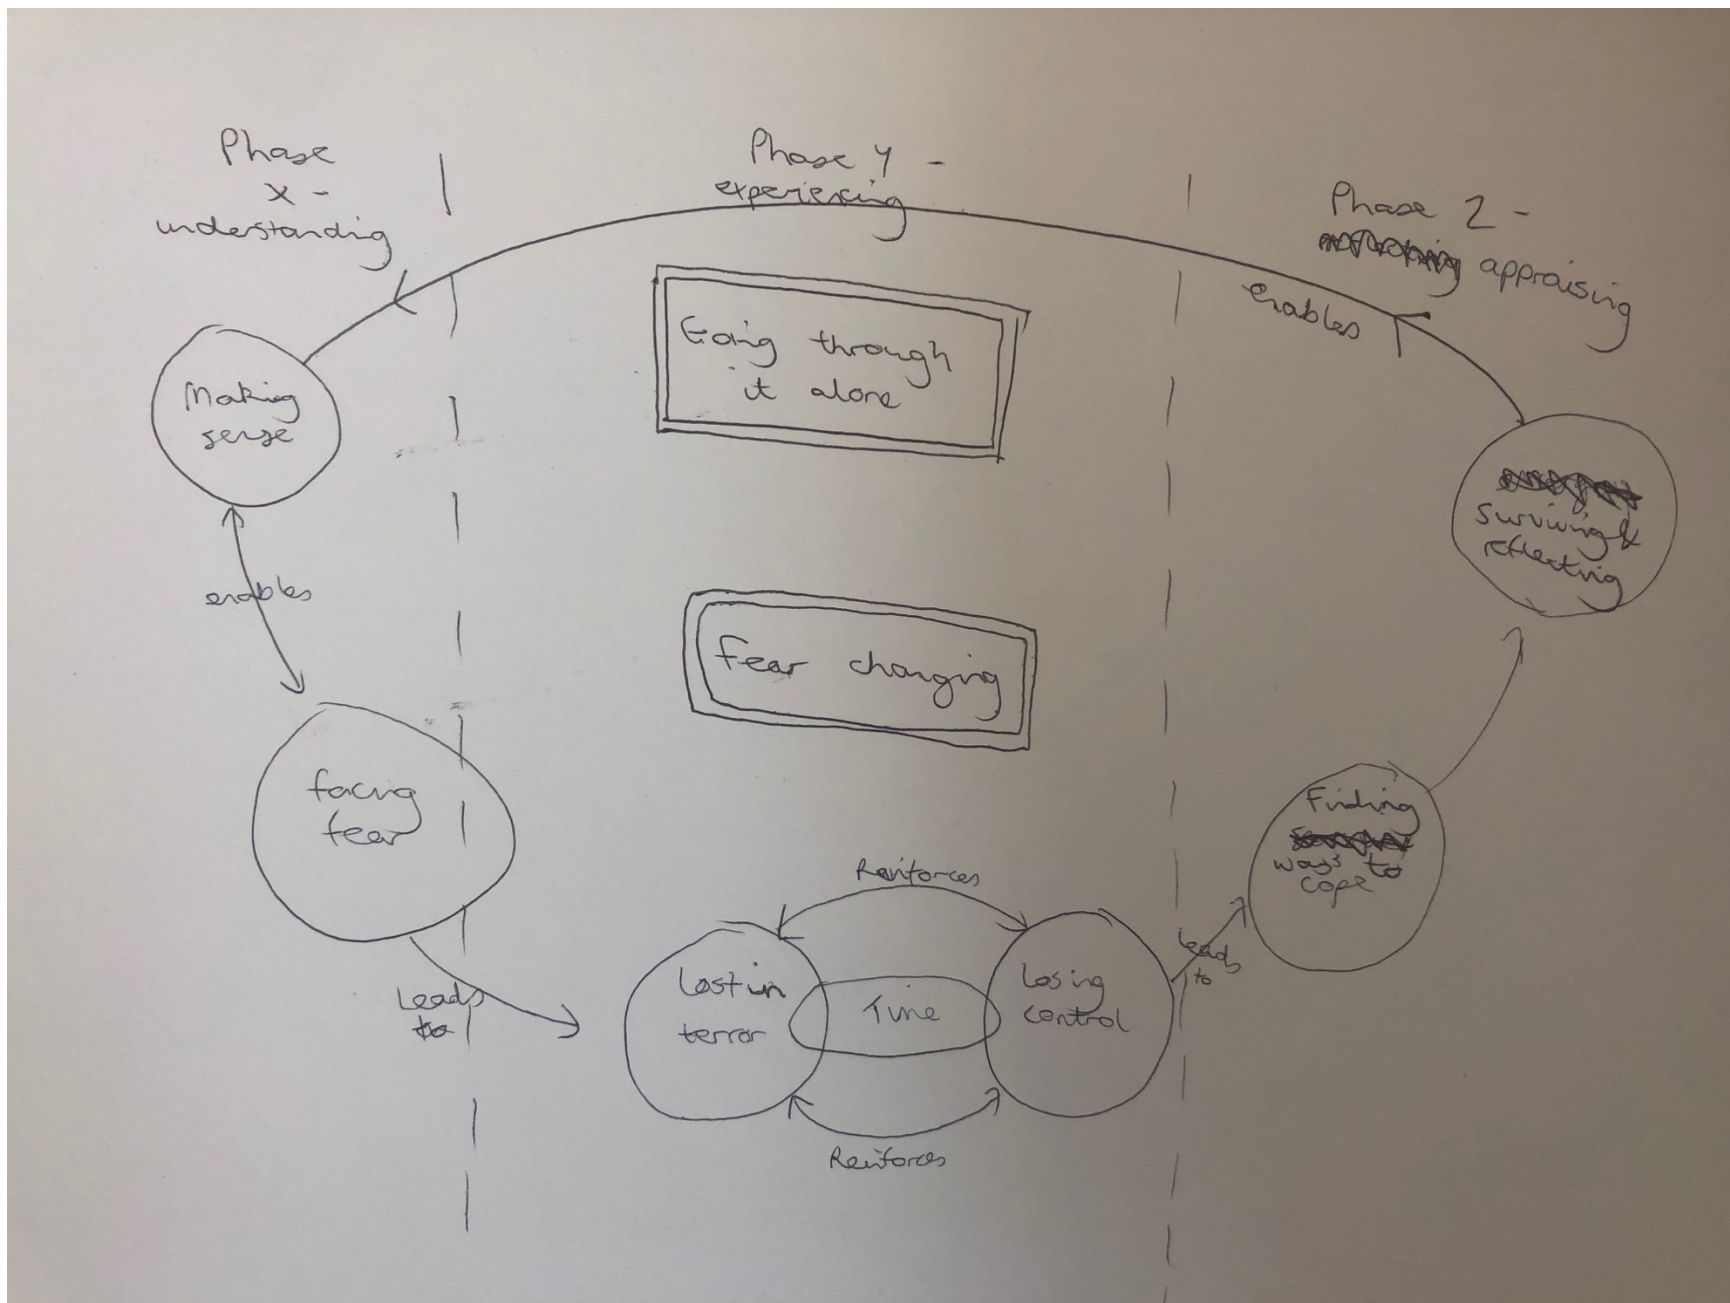 Phase
X -
understanding
Phase Y -
experiencing
Phase Z -
appraising
enables
Going through
it alone
Making
sense
surviving &
reflecting
enables
Fear changing
facing
fear
Finding
ways to
cope
Reinforces
Leads
to
Lost in
terror
Time
Losing
control
Leads
to
Reinforces